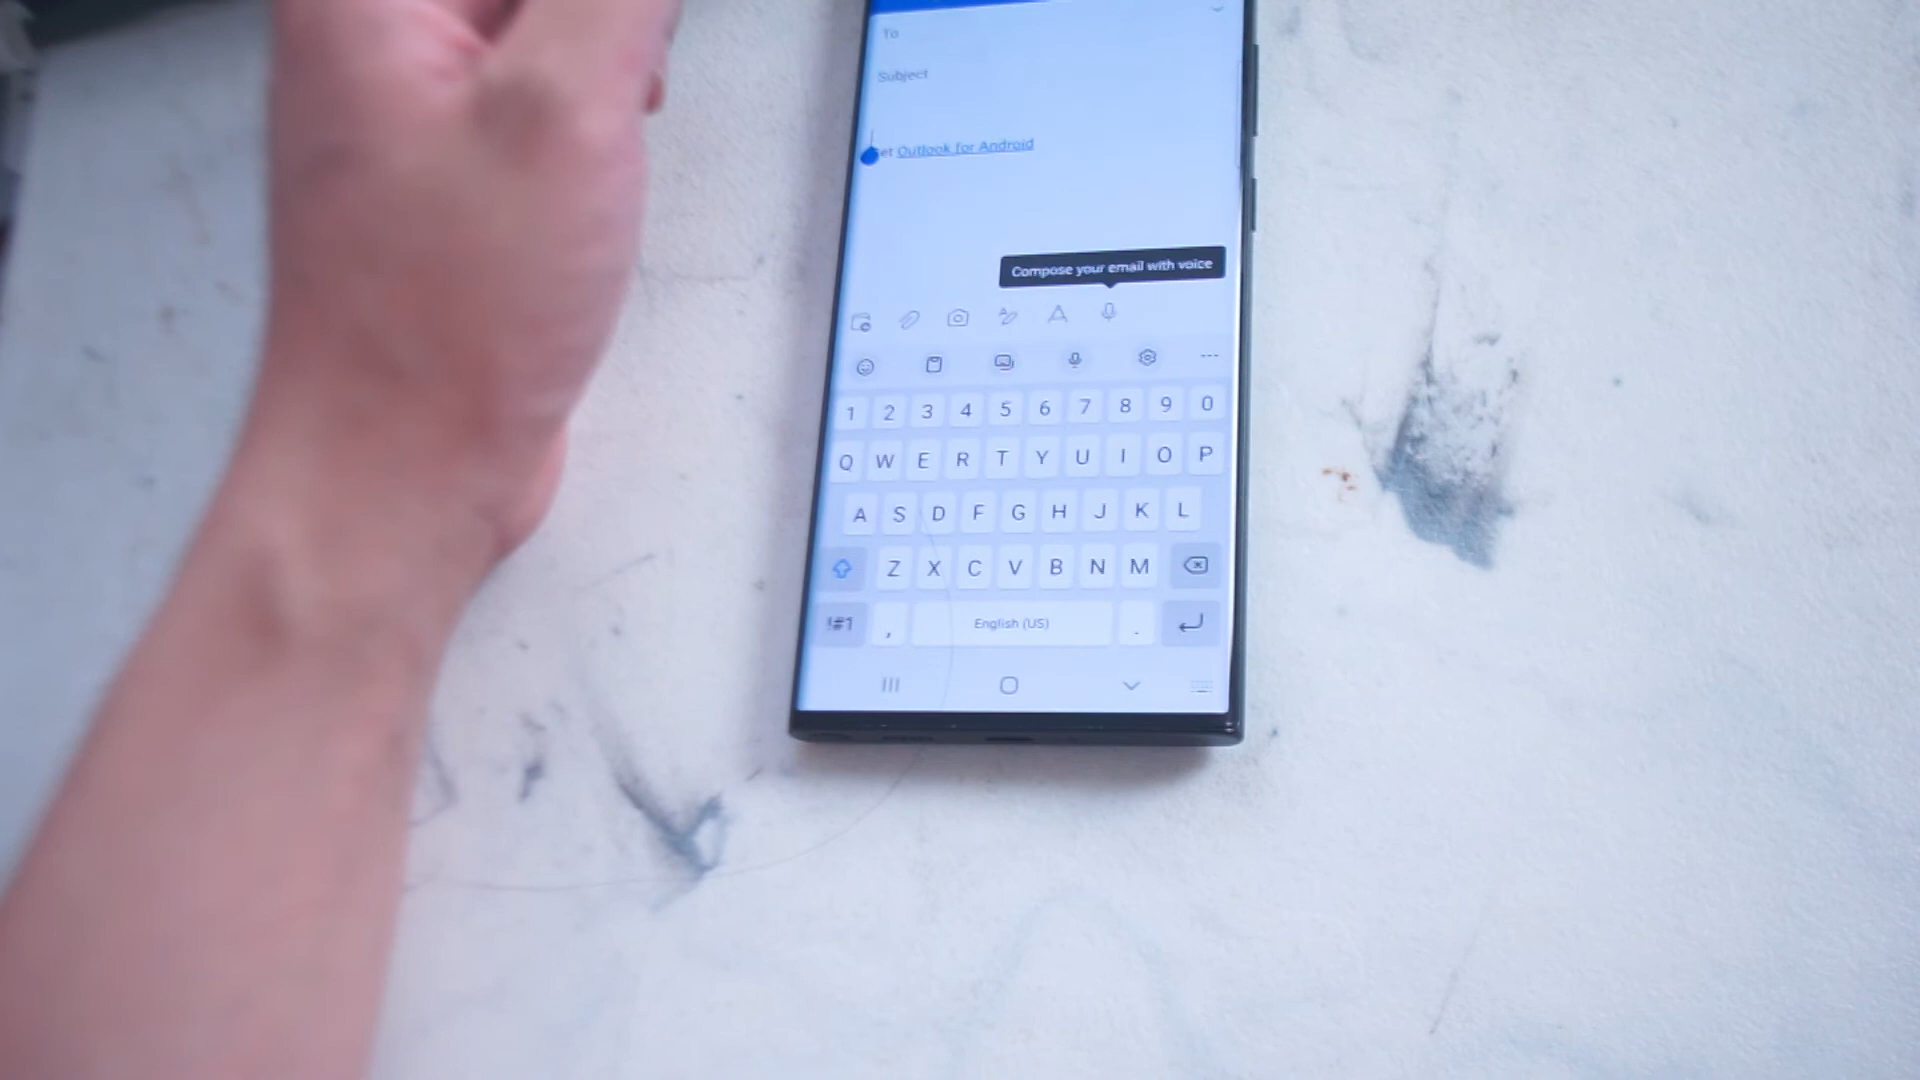 To
Subject
Get Outlook for Android
Compose your email with voice
1 2 3 4 5 6 7 8 9 0
Q W E R T Y U I O P
A S D F G H J K L
Z X C V B N M
!#1 , English (US) .